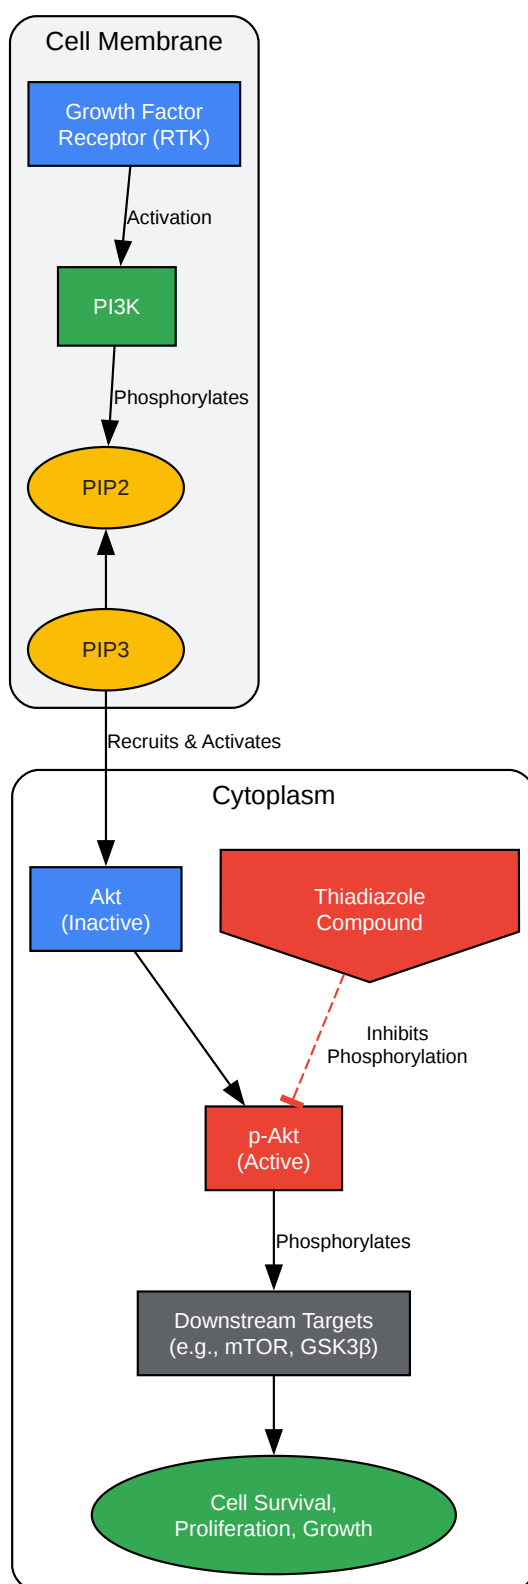 Cell Membrane
Growth Factor
Receptor (RTK)
Activation
PI3K
Phosphorylates
PIP2
PIP3
Recruits & Activates
Cytoplasm
Akt
(Inactive)
Thiadiazole
Compound
Inhibits
Phosphorylation
p-Akt
(Active)
Phosphorylates
Downstream Targets
(e.g., mTOR, GSK3β)
Cell Survival,
Proliferation, Growth